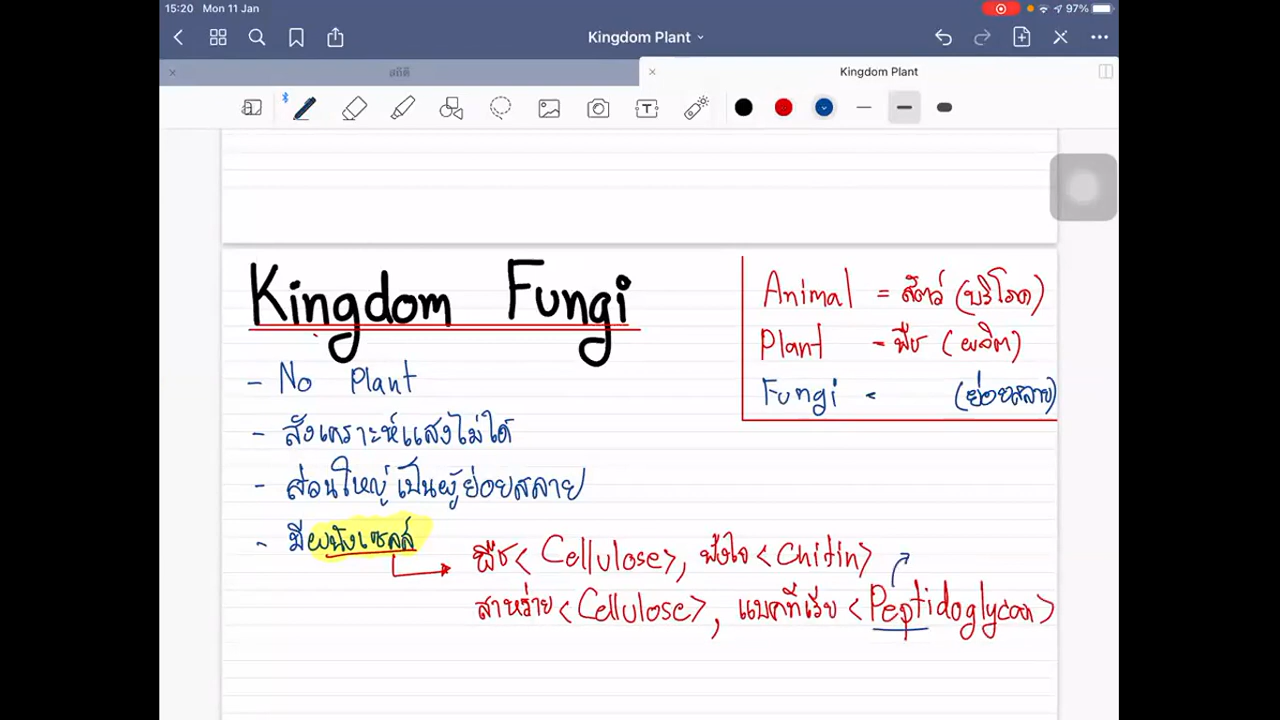 15:20 Mon 11 Jan
97%
Kingdom Plant
สถิติ
Kingdom Plant
Kingdom Fungi
- No Plant
- สังเคราะห์แสงไม่ได้
- ส่วนใหญ่เป็นผู้ย่อยสลาย
- มีผนังเซลล์
Animal = สัตว์ (บริโภค)
Plant = พืช (ผลิต)
Fungi = (ย่อยสลาย)
พืช <Cellulose>, ฟังใจ <Chitin>
สาหร่าย <Cellulose>, แบคทีเรีย <Peptidoglycan>